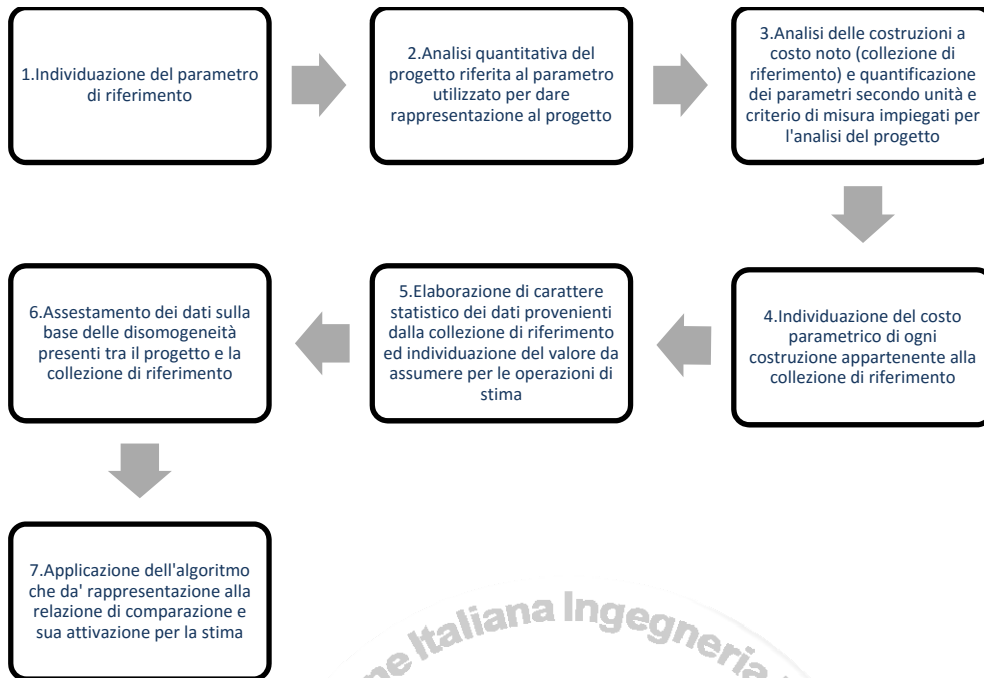 1.Individuazione del parametro
di riferimento
2.Analisi quantitativa del
progetto riferita al parametro
utilizzato per dare
rappresentazione al progetto
3.Analisi delle costruzioni a
costo noto (collezione di
riferimento) e quantificazione
dei parametri secondo unità e
criterio di misura impiegati per
l'analisi del progetto
4.Individuazione del costo
parametrico di ogni
costruzione appartenente alla
collezione di riferimento
5.Elaborazione di carattere
statistico dei dati provenienti
dalla collezione di riferimento
ed individuazione del valore da
assumere per le operazioni di
stima
6.Assestamento dei dati sulla
base delle disomogeneità
presenti tra il progetto e la
collezione di riferimento
7.Applicazione dell'algoritmo
che da' rappresentazione alla
relazione di comparazione e
sua attivazione per la stima
Italiana Ingegneria